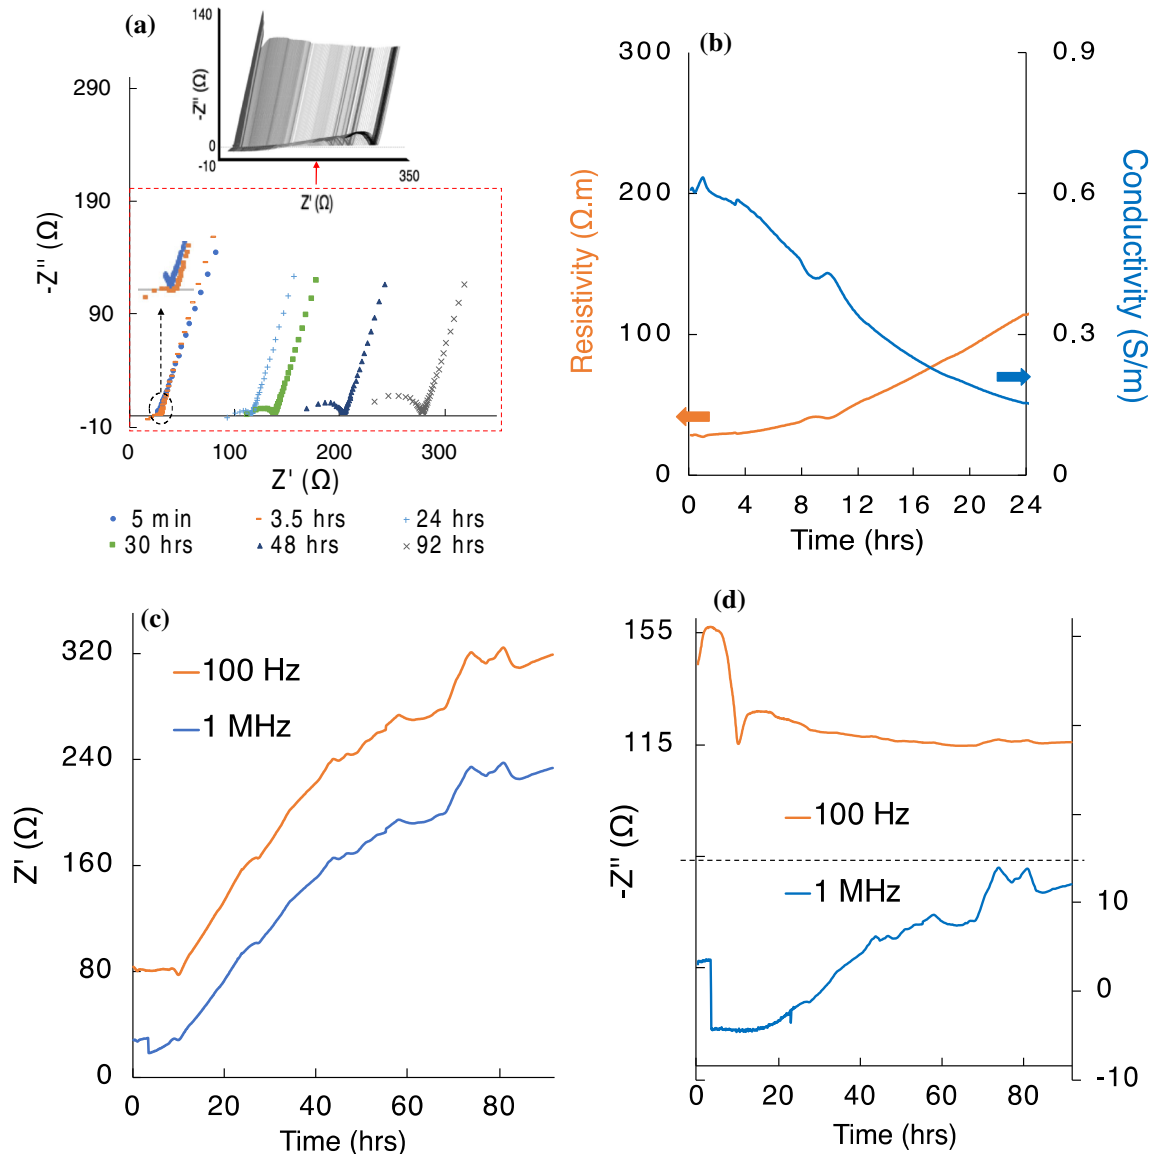 (a)
140
0
-10
-Z'' (Ω)
350
Z' (Ω)
290
190
90
-10
-Z'' (Ω)
0
100
200
300
Z' (Ω)
5 min
3.5 hrs
24 hrs
30 hrs
48 hrs
92 hrs
(b)
300
200
100
0
Resistivity (Ω.m)
0.9
0.6
0.3
0
Conductivity (S/m)
0 4 8 12 16 20 24
Time (hrs)
(c)
320
240
160
80
0
Z' (Ω)
100 Hz
1 MHz
0 20 40 60 80
Time (hrs)
(d)
155
115
-Z'' (Ω)
100 Hz
1 MHz
10
0
-10
0 20 40 60 80
Time (hrs)